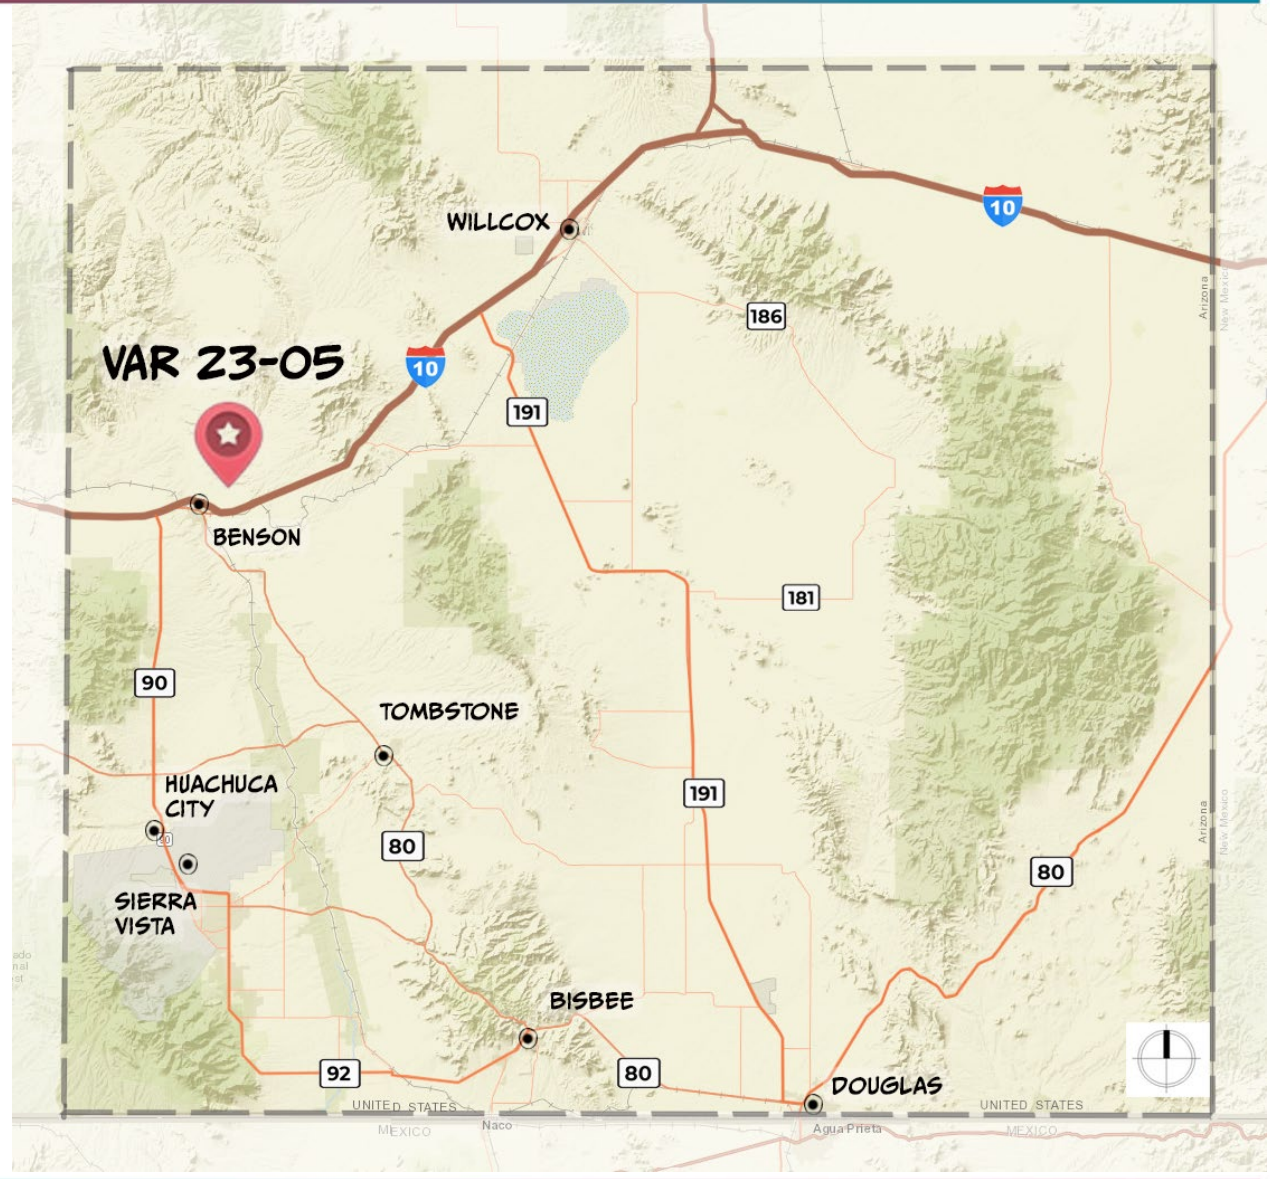 WILLCOX
10
186
Arizona
New Mexico
VAR 23-05
10
191
BENSON
181
90
TOMBSTONE
HUACHUCA
CITY
191
80
Arizona
New Mexico
80
SIERRA
VISTA
BISBEE
92
80
DOUGLAS
UNITED STATES
UNITED STATES
MEXICO
Naco
Agua Prieta
MEXICO